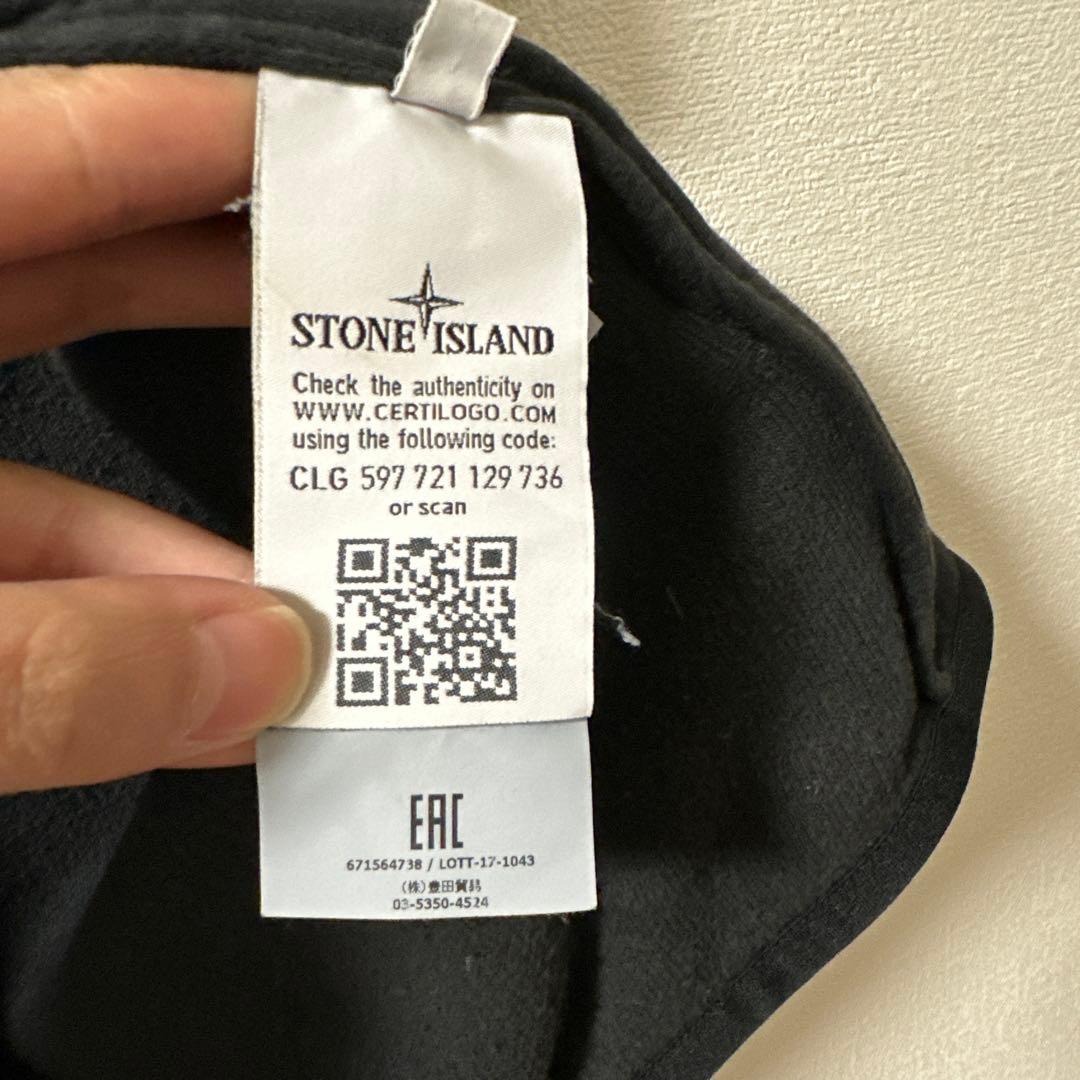 STONE ISLAND
Check the authenticity on
WWW.CERTILOGO.COM
using the following code:
CLG 597 721 129 736
or scan
EAC
671564738 / LOTT-17-1043
(株)豊田貿易
03-5350-4524